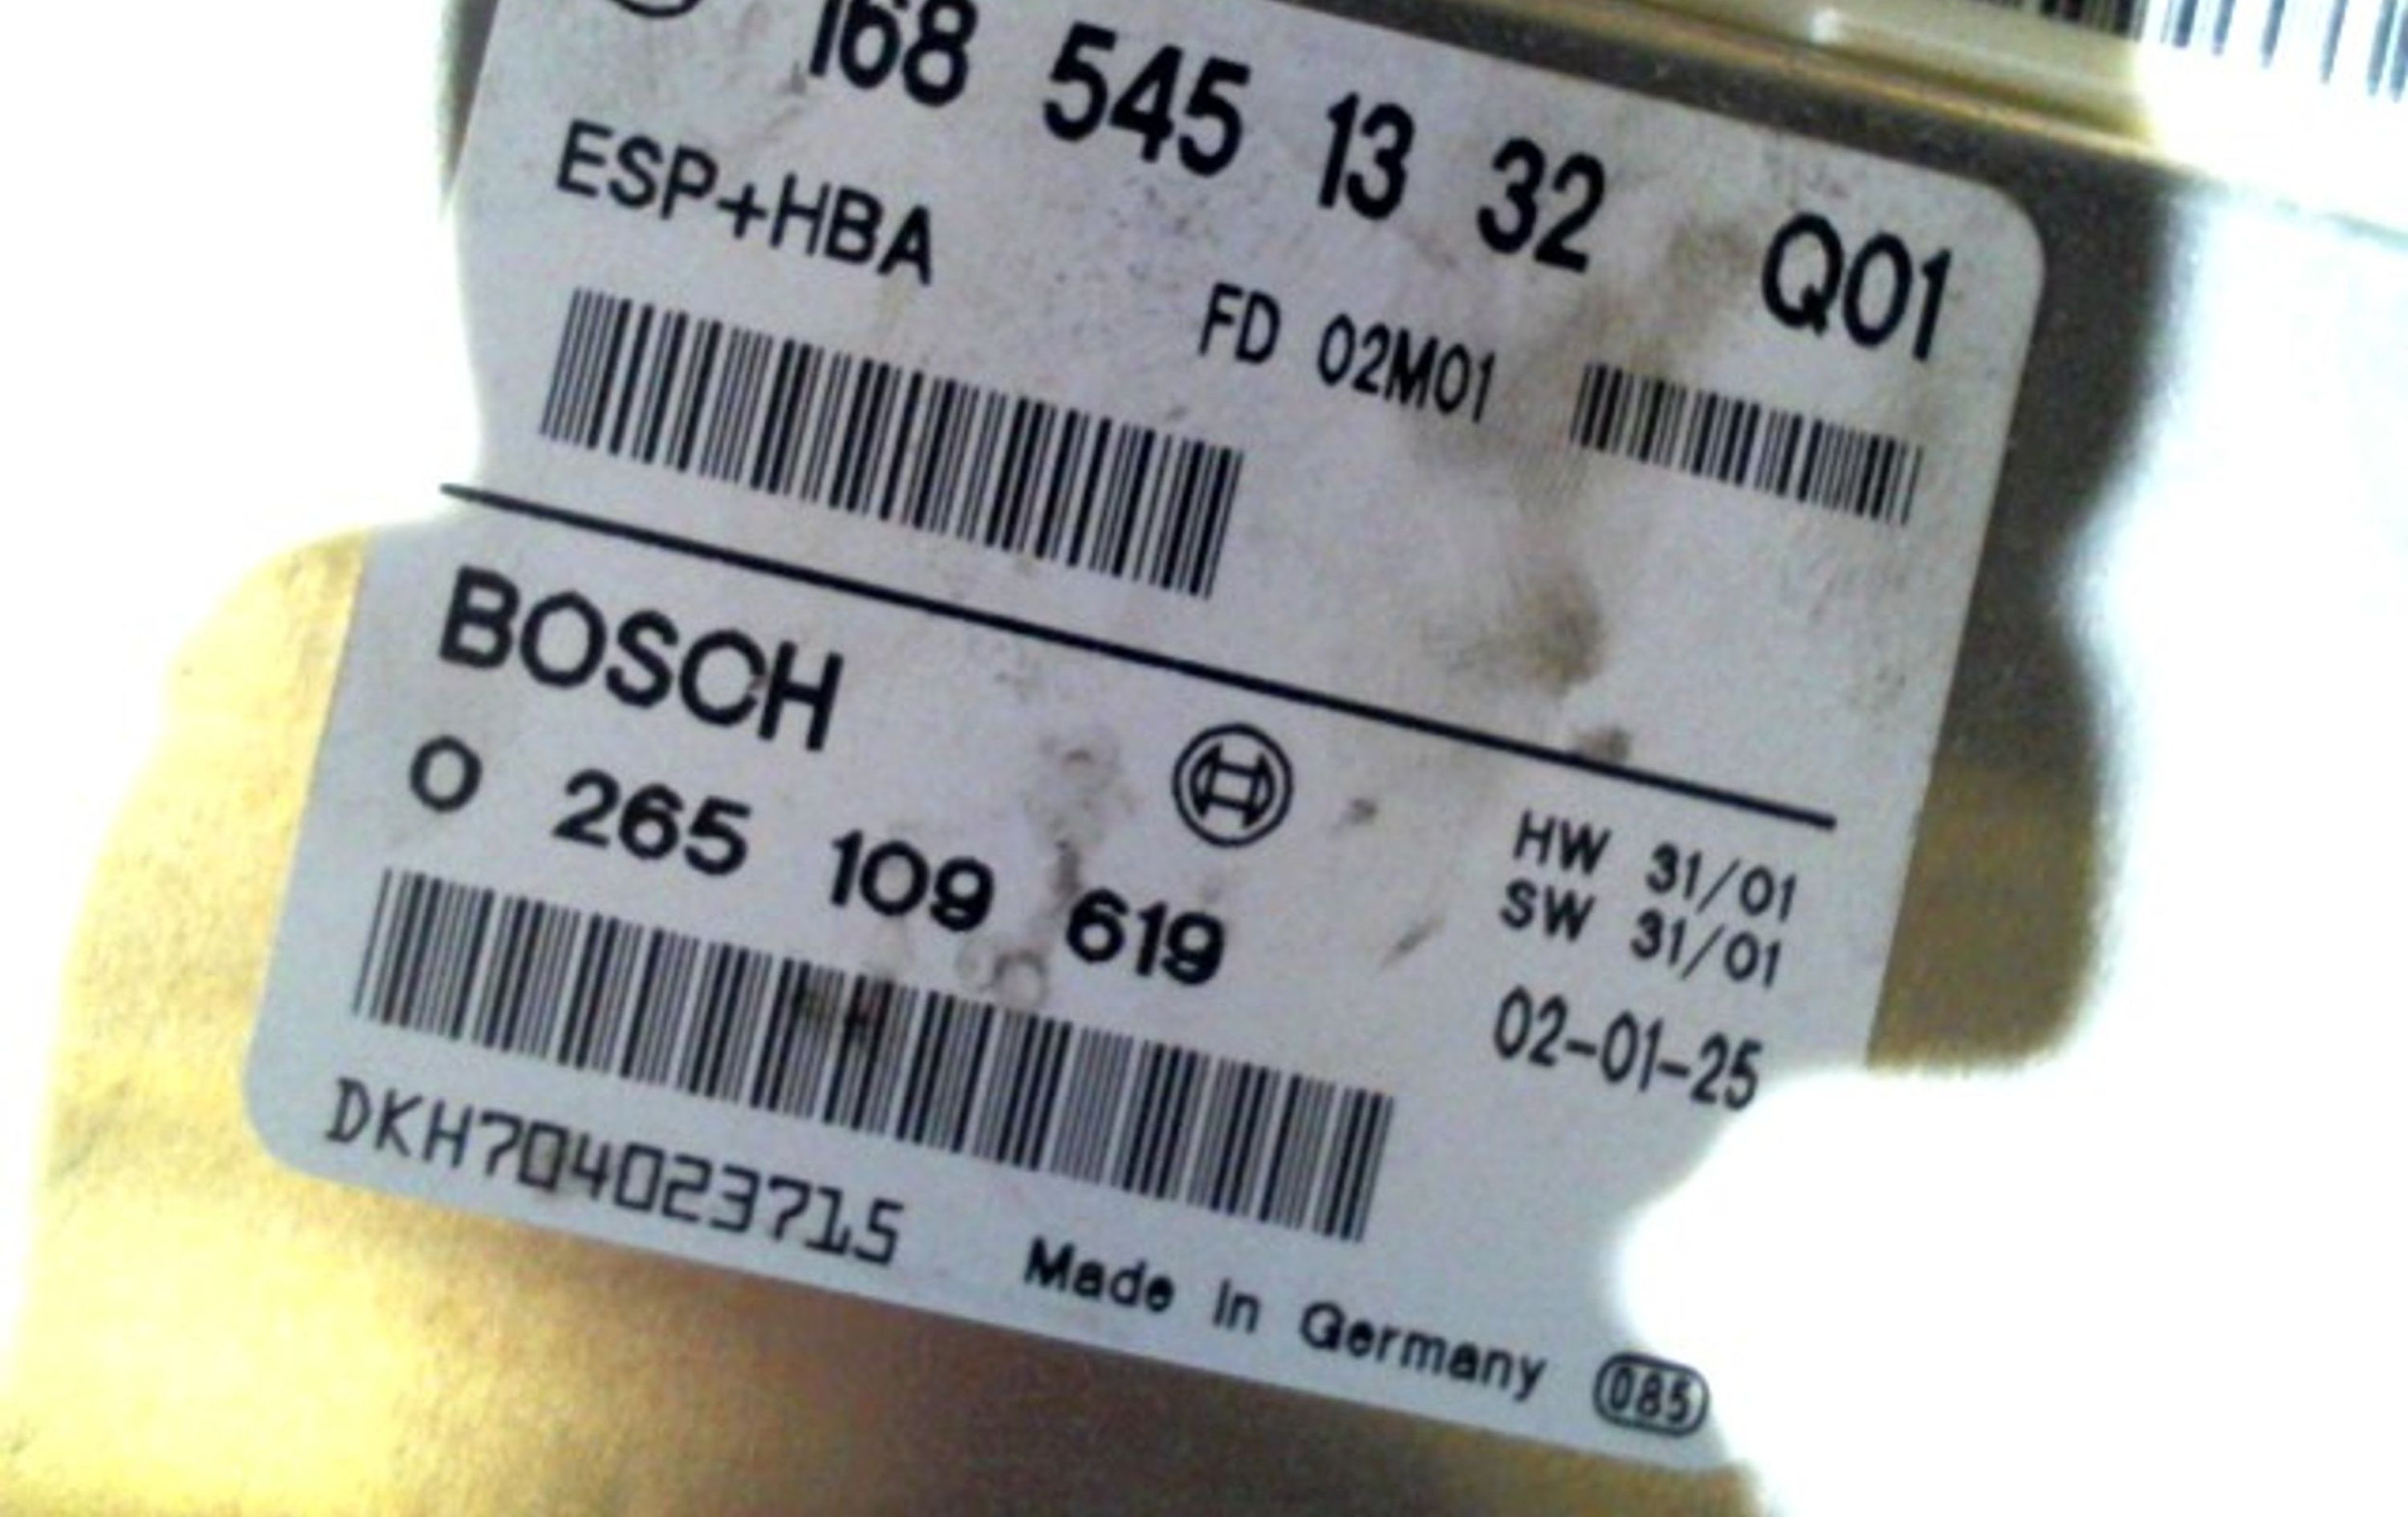 168 545 13 32 Q01
ESP+HBA
FD 02M01
BOSCH
0 265 109 619
HW 31/01
SW 31/01
02-01-25
DKH704023715
Made in Germany 085